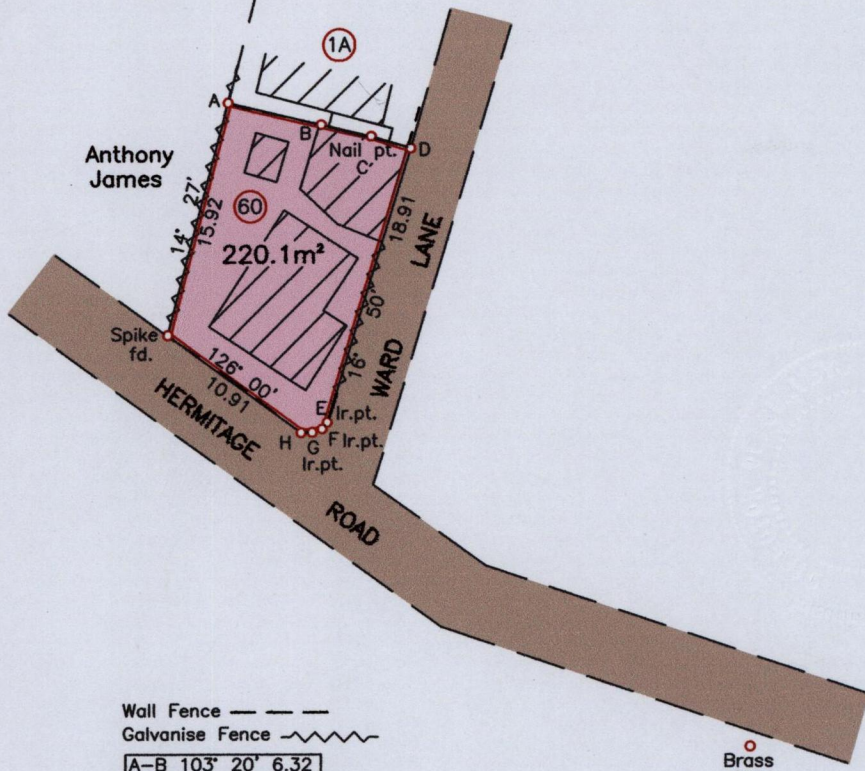 1A
A
B
Nail pt.
C
D
Anthony
James
60
14° 27'
15.92
220.1m²
18.91
16° 50'
WARD LANE
Spike
fd.
126° 00'
10.91
HERMITAGE ROAD
E
Ir.pt.
F Ir.pt.
G
H
Ir.pt.
Wall Fence
Galvanise Fence
A-B 103° 20' 6.32
Brass